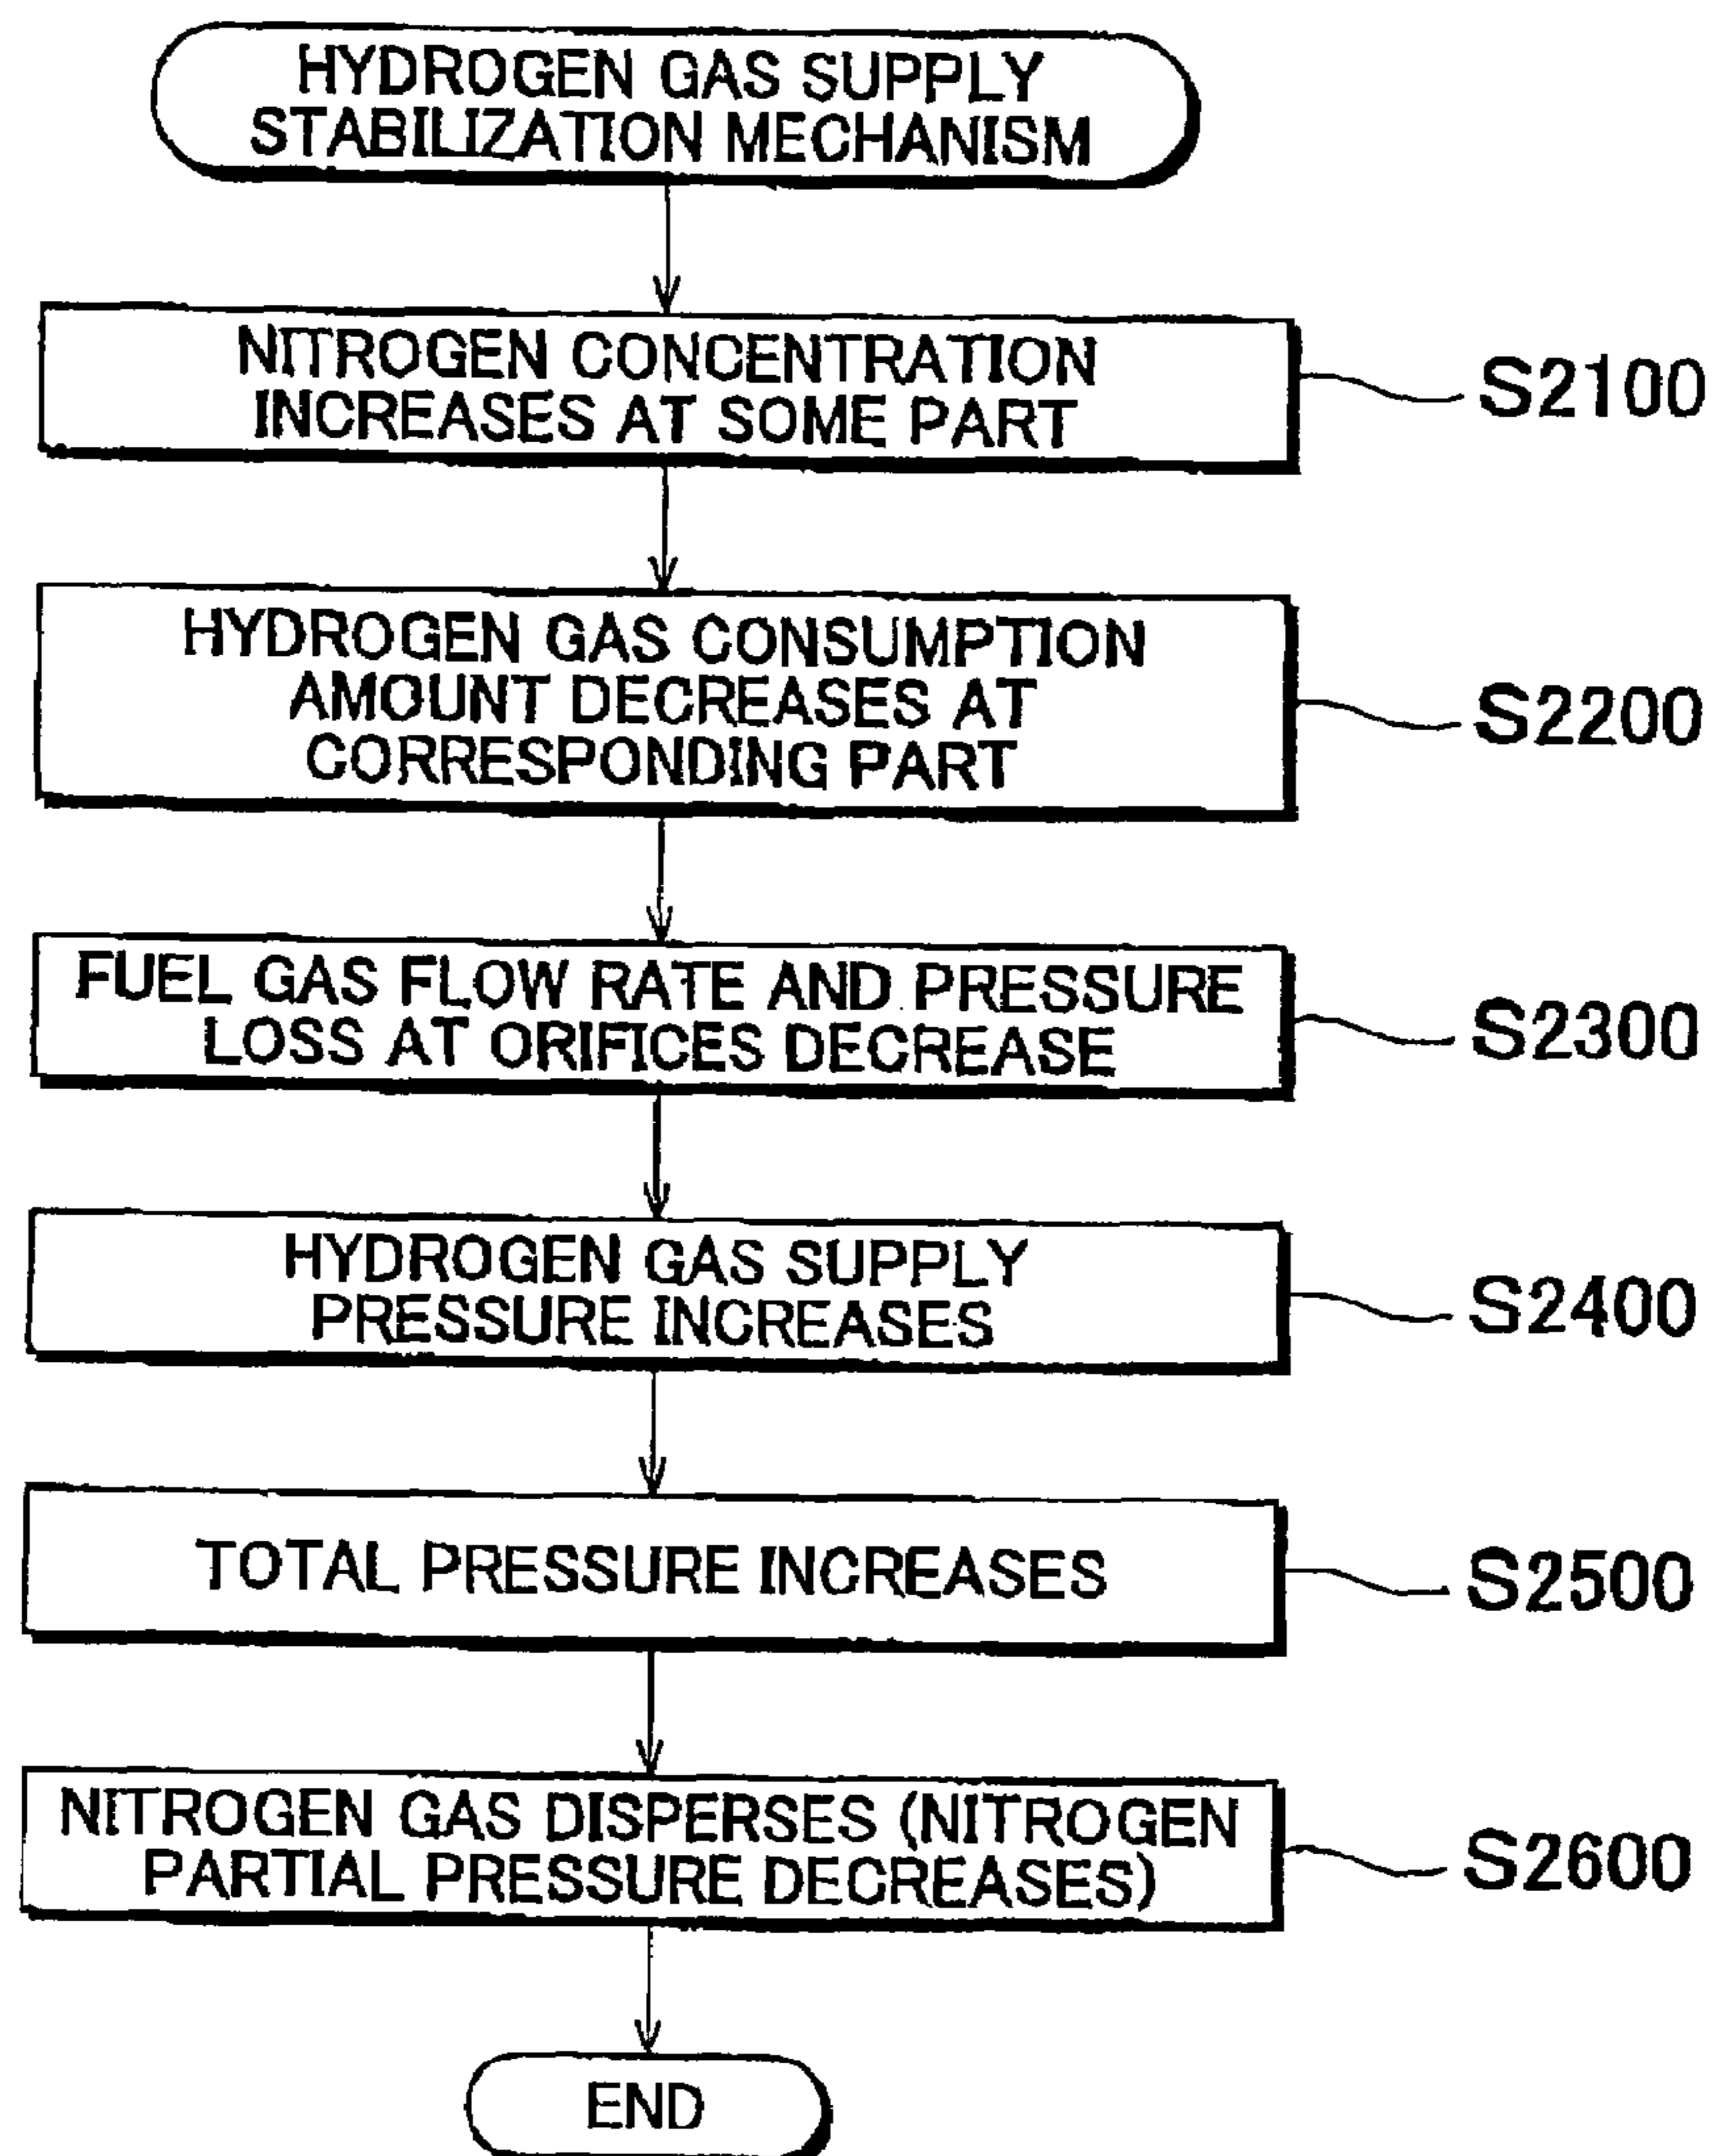 HYDROGEN GAS SUPPLY
STABILIZATION MECHANISM
NITROGEN CONCENTRATION
INCREASES AT SOME PART
S2100
HYDROGEN GAS CONSUMPTION
AMOUNT DECREASES AT
CORRESPONDING PART
S2200
FUEL GAS FLOW RATE AND PRESSURE
LOSS AT ORIFICES DECREASE
S2300
HYDROGEN GAS SUPPLY
PRESSURE INCREASES
S2400
TOTAL PRESSURE INCREASES
S2500
NITROGEN GAS DISPERSES (NITROGEN
PARTIAL PRESSURE DECREASES)
S2600
END